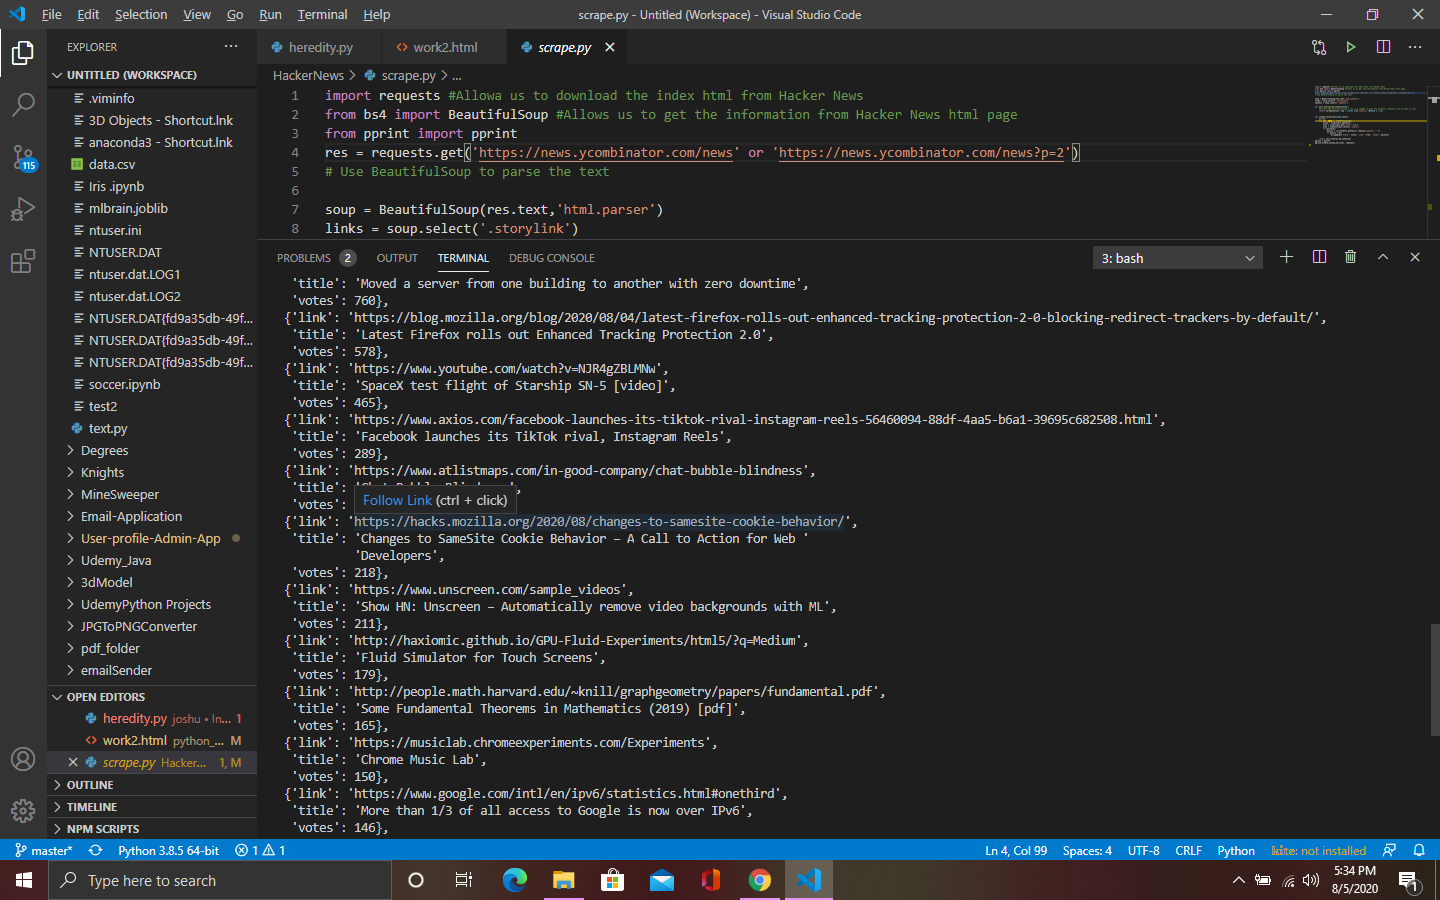 File Edit Selection View Go Run Terminal Help
scrape.py - Untitled (Workspace) - Visual Studio Code
EXPLORER
UNTITLED (WORKSPACE)
.viminfo
3D Objects - Shortcut.lnk
anaconda3 - Shortcut.lnk
data.csv
Iris .ipynb
mlbrain.joblib
ntuser.ini
NTUSER.DAT
ntuser.dat.LOG1
ntuser.dat.LOG2
NTUSER.DAT{fd9a35db-49f...
NTUSER.DAT{fd9a35db-49f...
NTUSER.DAT{fd9a35db-49f...
soccer.ipynb
test2
text.py
Degrees
Knights
MineSweeper
Email-Application
User-profile-Admin-App
Udemy_Java
3dModel
UdemyPython Projects
JPGToPNGConverter
pdf_folder
emailSender
OPEN EDITORS
heredity.py joshu • In... 1
work2.html python_... M
scrape.py Hacker... 1, M
OUTLINE
TIMELINE
NPM SCRIPTS
115
heredity.py
work2.html
scrape.py
HackerNews > scrape.py > ...
1 import requests #Allowa us to download the index html from Hacker News
2 from bs4 import BeautifulSoup #Allows us to get the information from Hacker News html page
3 from pprint import pprint
4 res = requests.get('https://news.ycombinator.com/news' or 'https://news.ycombinator.com/news?p=2')
5 # Use BeautifulSoup to parse the text
6
7 soup = BeautifulSoup(res.text,'html.parser')
8 links = soup.select('.storylink')
PROBLEMS 2 OUTPUT TERMINAL DEBUG CONSOLE
3: bash
'title': 'Moved a server from one building to another with zero downtime',
'votes': 760},
{'link': 'https://blog.mozilla.org/blog/2020/08/04/latest-firefox-rolls-out-enhanced-tracking-protection-2-0-blocking-redirect-trackers-by-default/',
'title': 'Latest Firefox rolls out Enhanced Tracking Protection 2.0',
'votes': 578},
{'link': 'https://www.youtube.com/watch?v=NJR4gZBLMNw',
'title': 'SpaceX test flight of Starship SN-5 [video]',
'votes': 465},
{'link': 'https://www.axios.com/facebook-launches-its-tiktok-rival-instagram-reels-56460094-88df-4aa5-b6a1-39695c682508.html',
'title': 'Facebook launches its TikTok rival, Instagram Reels',
'votes': 289},
{'link': 'https://www.atlistmaps.com/in-good-company/chat-bubble-blindness',
'title':
'votes':
Follow Link (ctrl + click)
{'link': 'https://hacks.mozilla.org/2020/08/changes-to-samesite-cookie-behavior/',
'title': 'Changes to SameSite Cookie Behavior – A Call to Action for Web '
'Developers',
'votes': 218},
{'link': 'https://www.unscreen.com/sample_videos',
'title': 'Show HN: Unscreen – Automatically remove video backgrounds with ML',
'votes': 211},
{'link': 'http://haxiomic.github.io/GPU-Fluid-Experiments/html5/?q=Medium',
'title': 'Fluid Simulator for Touch Screens',
'votes': 179},
{'link': 'http://people.math.harvard.edu/~knill/graphgeometry/papers/fundamental.pdf',
'title': 'Some Fundamental Theorems in Mathematics (2019) [pdf]',
'votes': 165},
{'link': 'https://musiclab.chromeexperiments.com/Experiments',
'title': 'Chrome Music Lab',
'votes': 150},
{'link': 'https://www.google.com/intl/en/ipv6/statistics.html#onethird',
'title': 'More than 1/3 of all access to Google is now over IPv6',
'votes': 146},
master* Python 3.8.5 64-bit 1 1
Ln 4, Col 99 Spaces: 4 UTF-8 CRLF Python kite: not installed
Type here to search
5:34 PM
8/5/2020
1